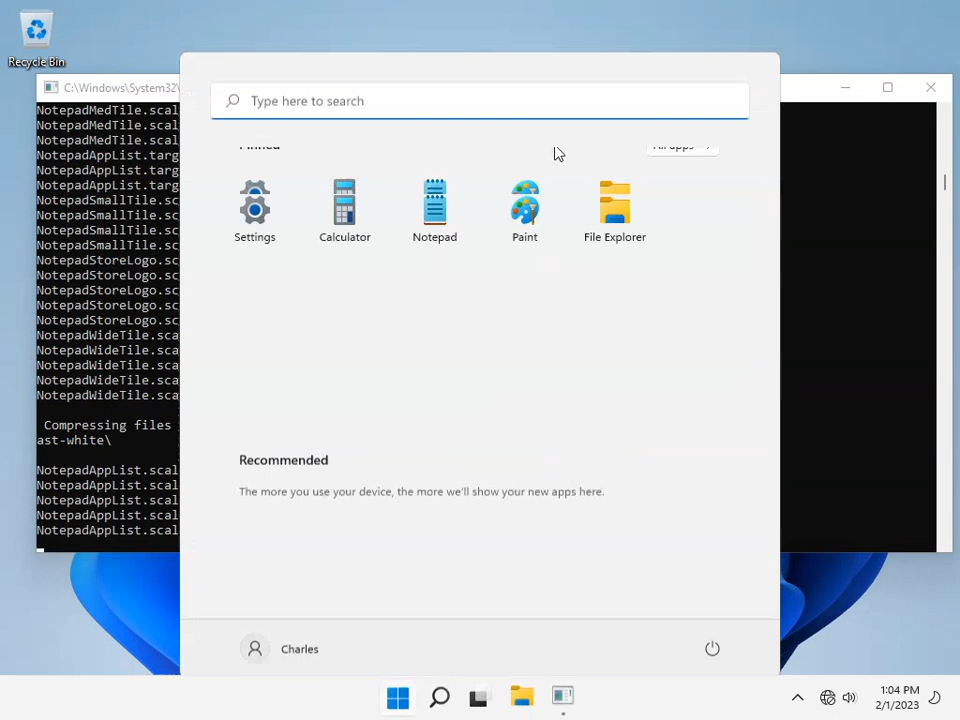 Recycle Bin
C:\Windows\System32\
Type here to search
Pinned
All apps
Settings
Calculator
Notepad
Paint
File Explorer
NotepadMedTile.scal
NotepadMedTile.scal
NotepadMedTile.scal
NotepadAppList.targ
NotepadAppList.targ
NotepadAppList.targ
NotepadSmallTile.sc
NotepadSmallTile.sc
NotepadSmallTile.sc
NotepadSmallTile.sc
NotepadStoreLogo.sc
NotepadStoreLogo.sc
NotepadStoreLogo.sc
NotepadStoreLogo.sc
NotepadStoreLogo.sc
NotepadWideTile.sca
NotepadWideTile.sca
NotepadWideTile.sca
NotepadWideTile.sca
NotepadWideTile.sca
Compressing files
ast-white\
NotepadAppList.scal
NotepadAppList.scal
NotepadAppList.scal
NotepadAppList.scal
NotepadAppList.scal
Recommended
The more you use your device, the more we'll show your new apps here.
Charles
1:04 PM
2/1/2023